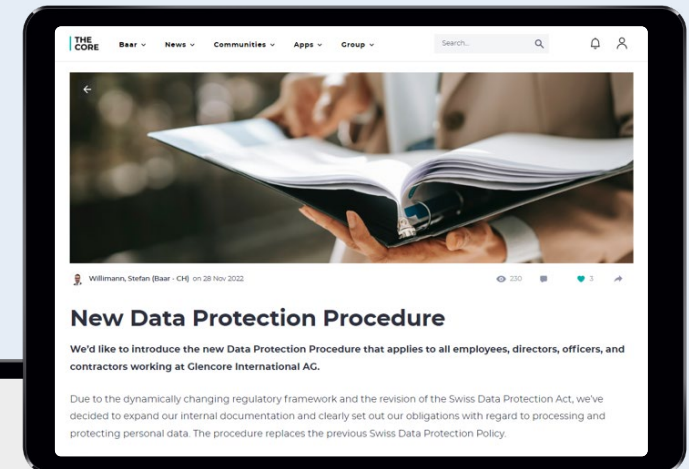 THE
CORE
Baar News Communities Apps Group Search...
Willimann, Stefan (Baar - CH) on 28 Nov 2022 230 3
New Data Protection Procedure
We'd like to introduce the new Data Protection Procedure that applies to all employees, directors, officers, and
contractors working at Glencore International AG.
Due to the dynamically changing regulatory framework and the revision of the Swiss Data Protection Act, we've
decided to expand our internal documentation and clearly set out our obligations with regard to processing and
protecting personal data. The procedure replaces the previous Swiss Data Protection Policy.